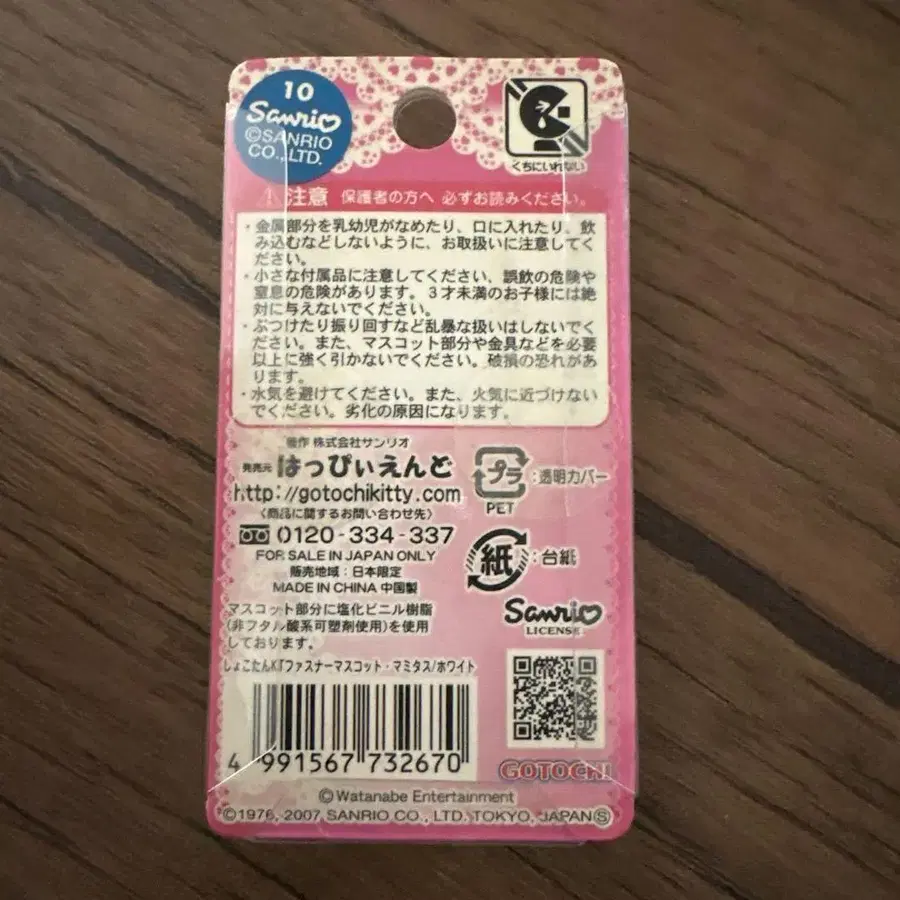 10
Sanrio
©SANRIO
CO., LTD.
くちにいれない
注意 保護者の方へ 必ずお読みください。
・金属部分を乳幼児がなめたり、口に入れたり、飲
み込むなどしないように、お取扱いに注意してく
ださい。
・小さな付属品に注意してください。誤飲の危険や
窒息の危険があります。3才未満のお子様には絶
対に与えないでください。
・ぶつけたり振り回すなど乱暴な扱いはしないでく
ださい。また、マスコット部分や金具などを必要
以上に強く引かないでください。破損の恐れがあ
ります。
・水気を避けてください。また、火気に近づけない
でください。劣化の原因になります。
著作 株式会社サンリオ
発売元 はっぴぃえんど
http://gotochikitty.com
〈商品に関するお問い合わせ先〉
0120-334-337
FOR SALE IN JAPAN ONLY
販売地域:日本限定
MADE IN CHINA 中国製
プラ:透明カバー
PET
紙:台紙
マスコット部分に塩化ビニル樹脂
(非フタル酸系可塑剤使用)を使用
しております。
Sanrio
LICENSE
しょこたんKTファスナーマスコット・マミタス/ホワイト
4 991567 732670
GOTOCHI
©Watanabe Entertainment
©1976, 2007 SANRIO CO., LTD. TOKYO, JAPAN Ⓢ